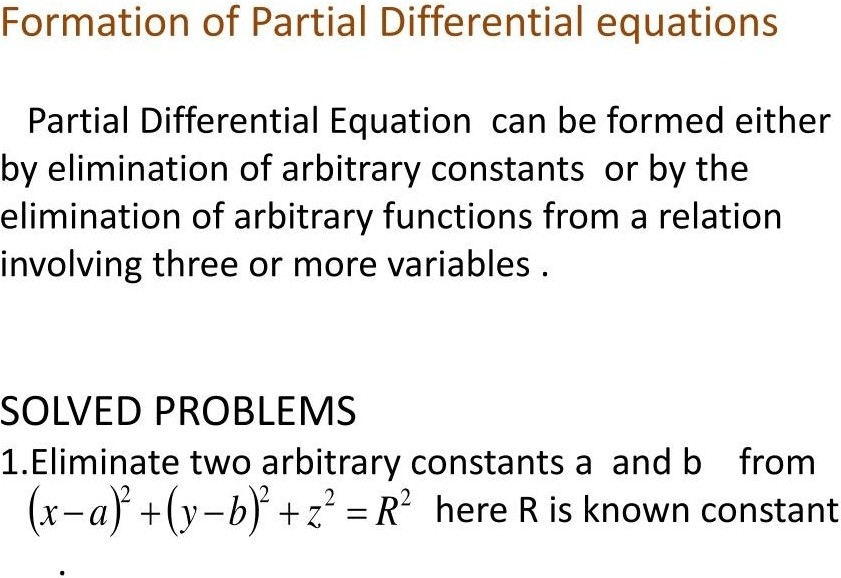 Formation of Partial Differential equations
Partial Differential Equation can be formed either
by elimination of arbitrary constants or by the
elimination of arbitrary functions from a relation
involving three or more variables .
SOLVED PROBLEMS
1.Eliminate two arbitrary constants a and b from
(x−a)² +(y−b)² + z² = R² here R is known constant
.